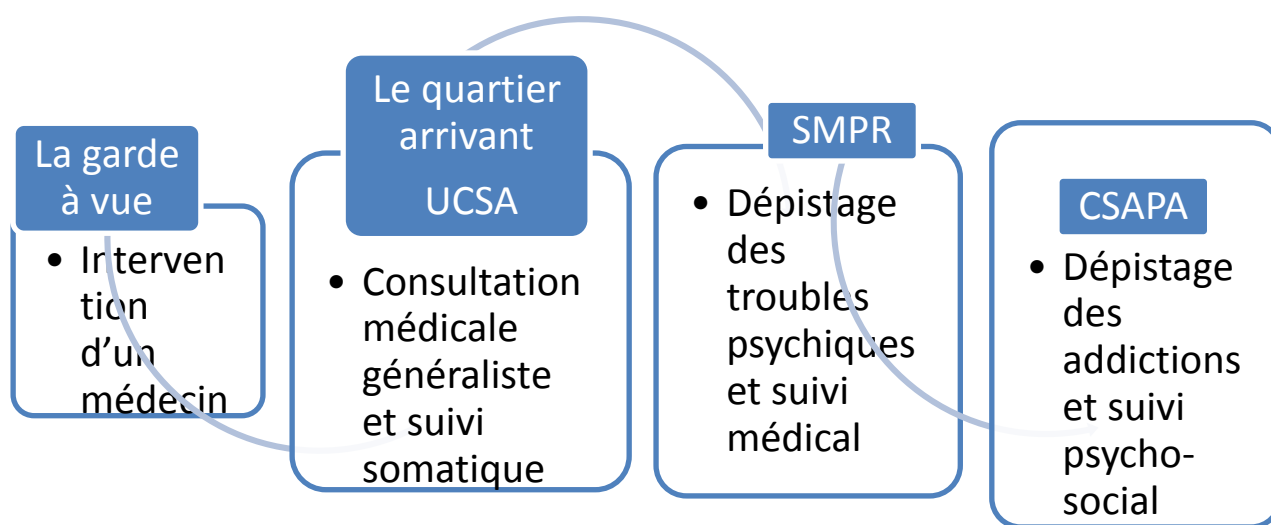 La garde
à vue
• Interven
tion
d'un
médecin
Le quartier
arrivant
UCSA
• Consultation
médicale
généraliste
et suivi
somatique
SMPR
• Dépistage
des
troubles
psychiques
et suivi
médical
CSAPA
• Dépistage
des
addictions
et suivi
psycho-
social